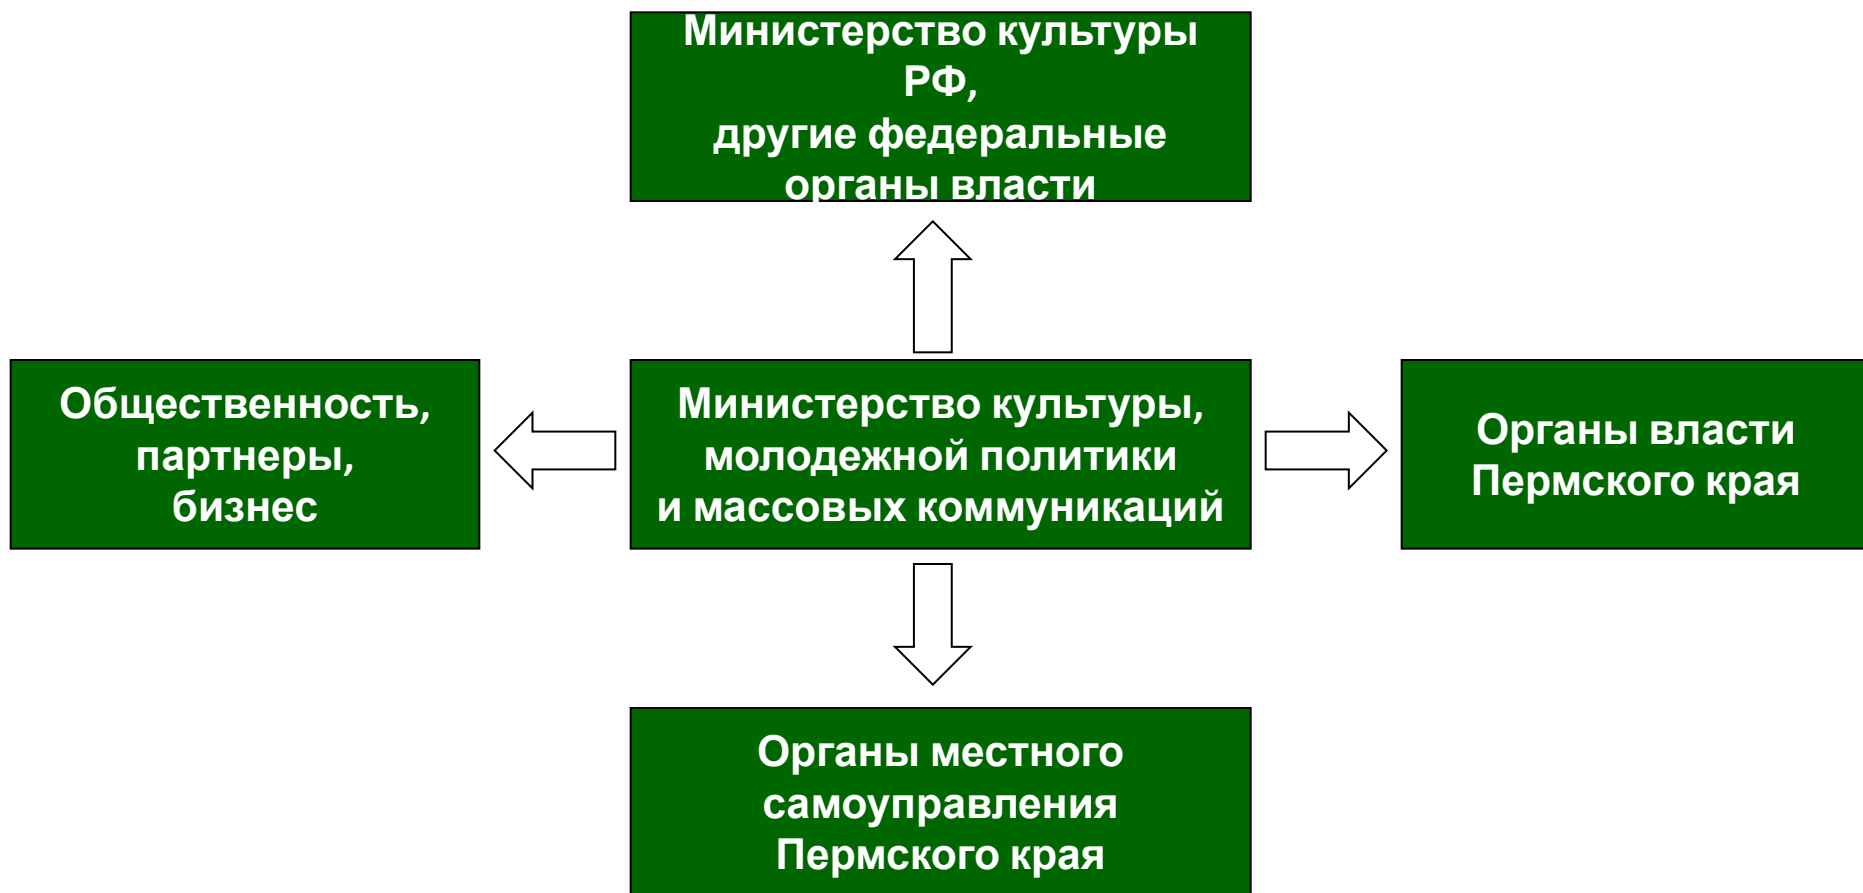 Министерство культуры
РФ,
другие федеральные
органы власти
Общественность,
партнеры,
бизнес
Министерство культуры,
молодежной политики
и массовых коммуникаций
Органы власти
Пермского края
Органы местного
самоуправления
Пермского края